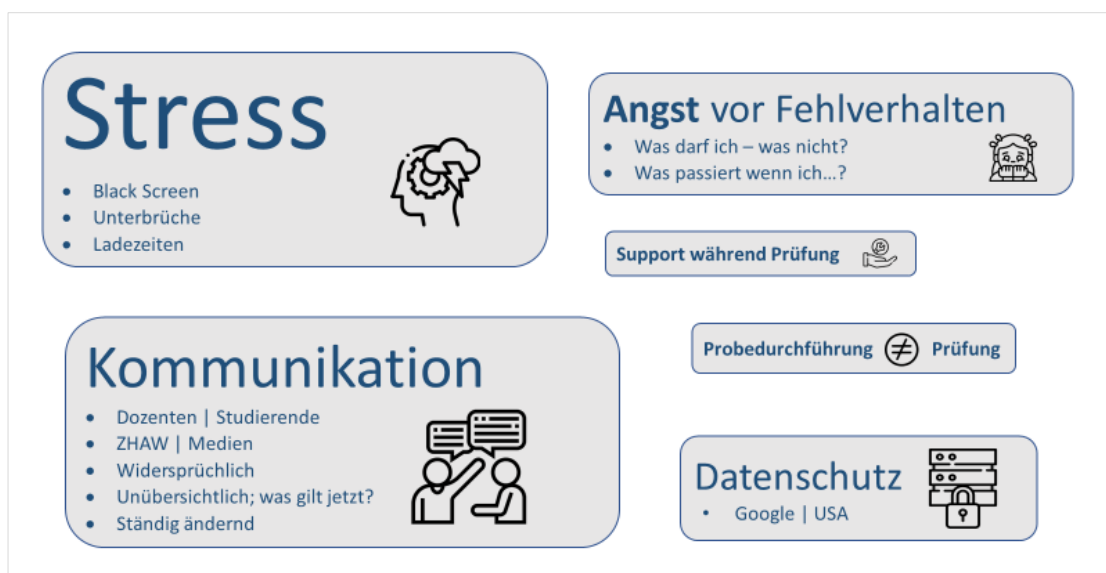 Stress
• Black Screen
• Unterbrüche
• Ladezeiten
Angst vor Fehlverhalten
• Was darf ich – was nicht?
• Was passiert wenn ich...?
Support während Prüfung
Probedurchführung ≠ Prüfung
Kommunikation
• Dozenten | Studierende
• ZHAW | Medien
• Widersprüchlich
• Unübersichtlich; was gilt jetzt?
• Ständig ändernd
Datenschutz
• Google | USA